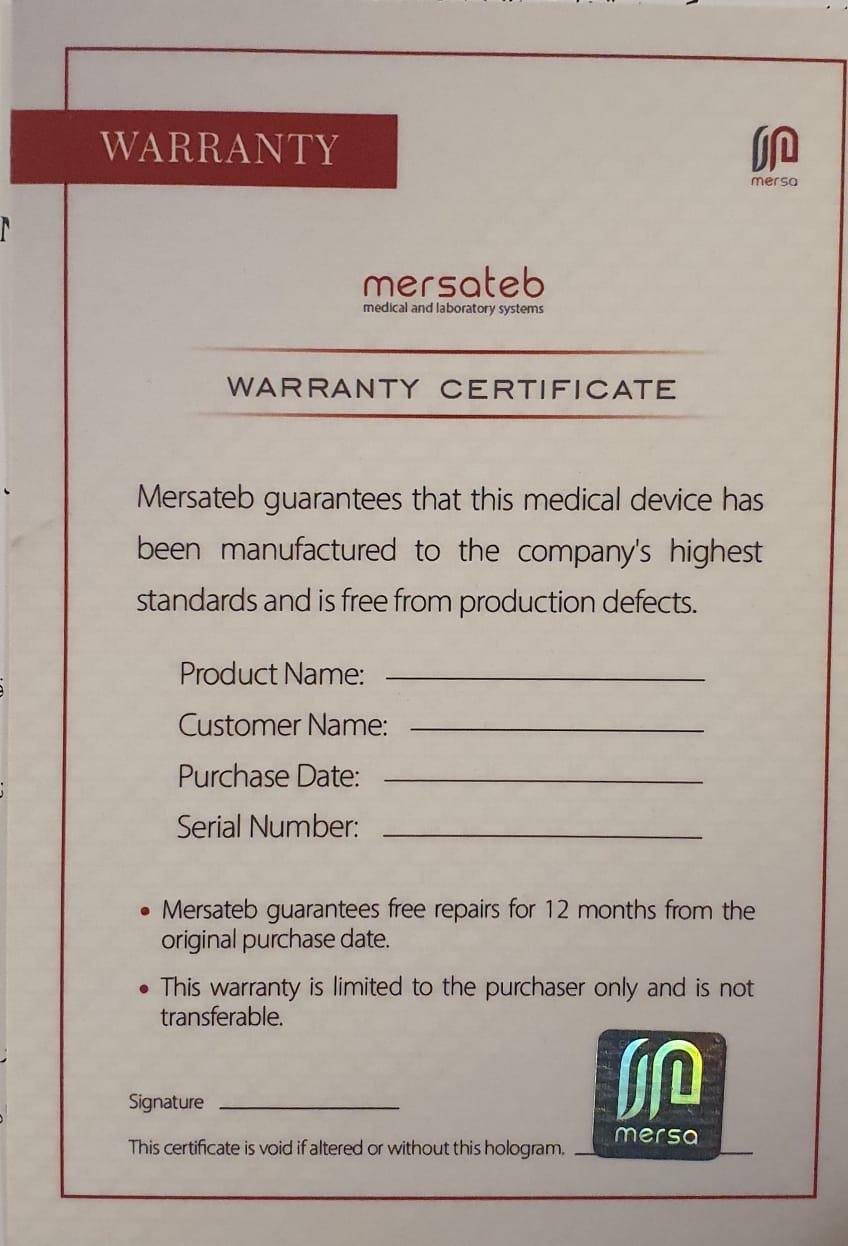 WARRANTY
mersa
mersateb
medical and laboratory systems
WARRANTY CERTIFICATE
Mersateb guarantees that this medical device has
been manufactured to the company's highest
standards and is free from production defects.
Product Name:
Customer Name:
Purchase Date:
Serial Number:
• Mersateb guarantees free repairs for 12 months from the
original purchase date.
• This warranty is limited to the purchaser only and is not
transferable.
Signature
This certificate is void if altered or without this hologram.
mersa